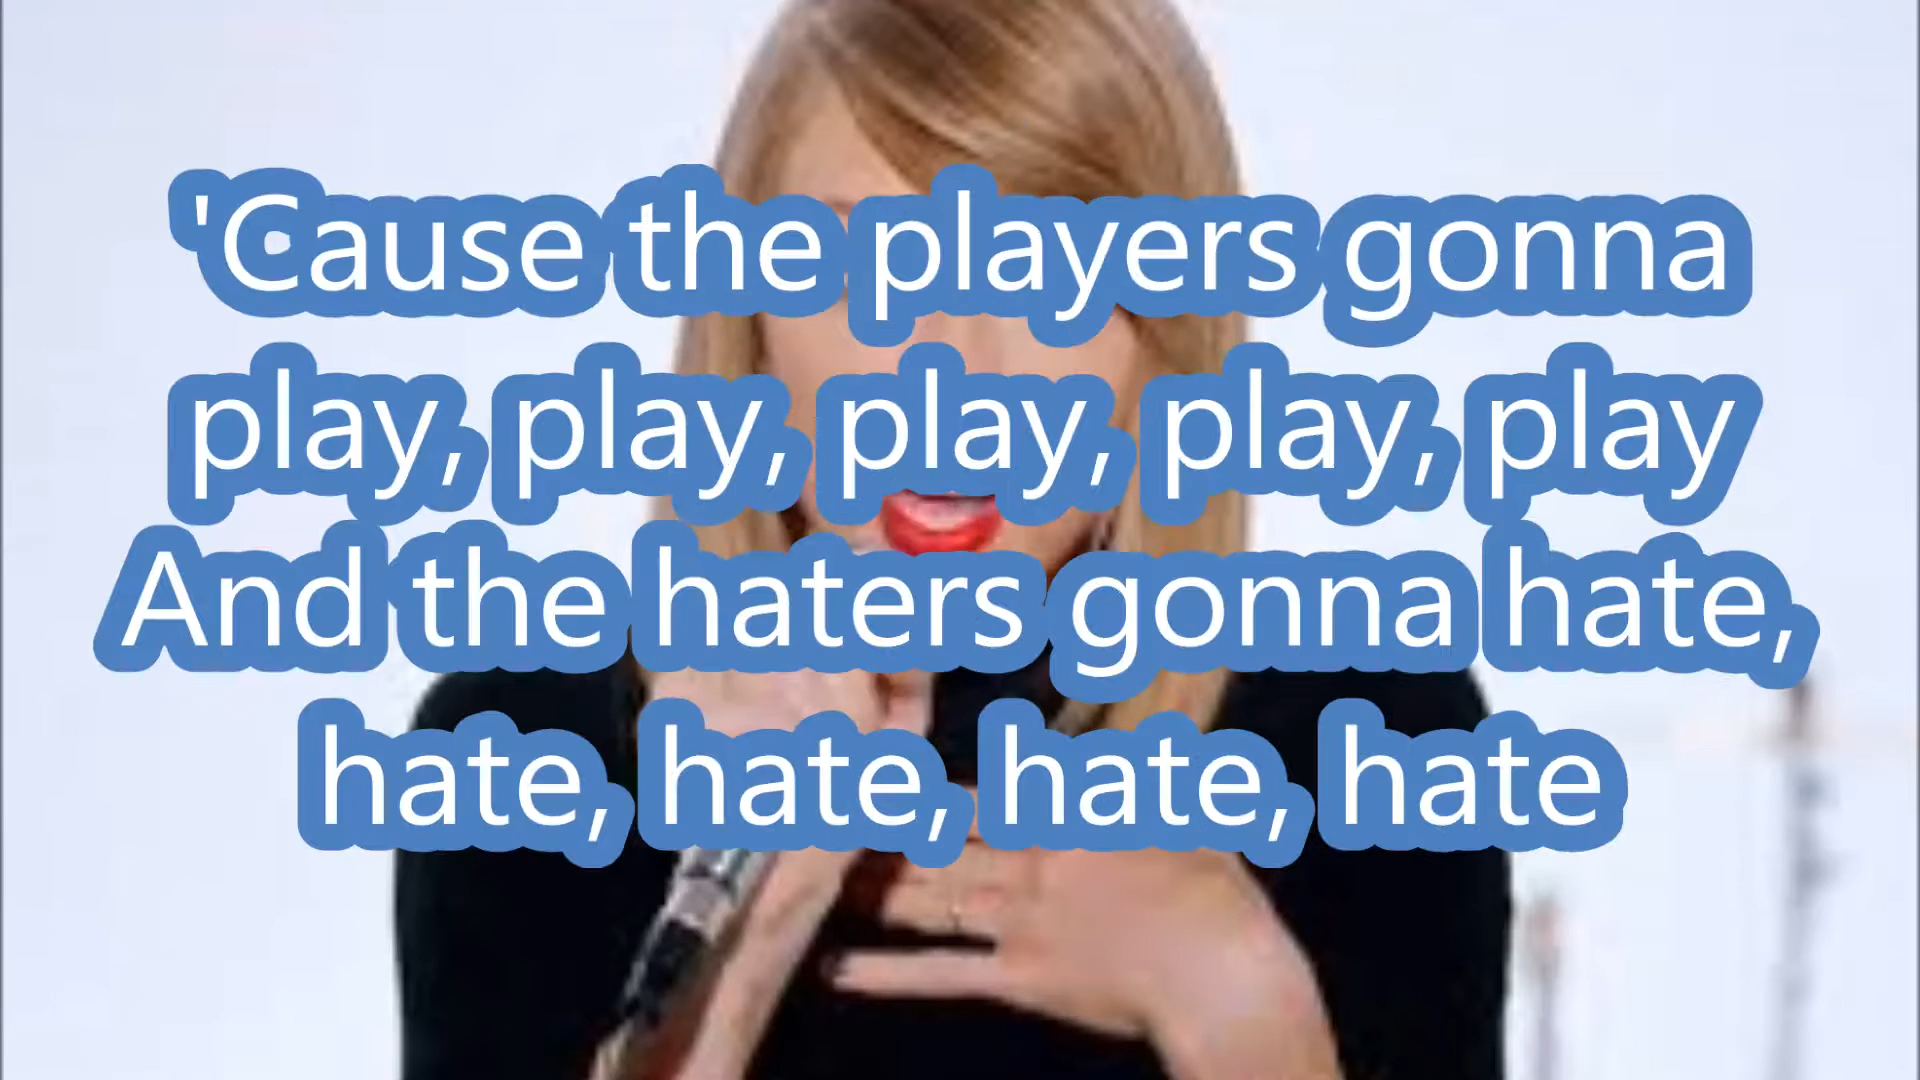 'Cause the players gonna
play, play, play, play, play
And the haters gonna hate,
hate, hate, hate, hate